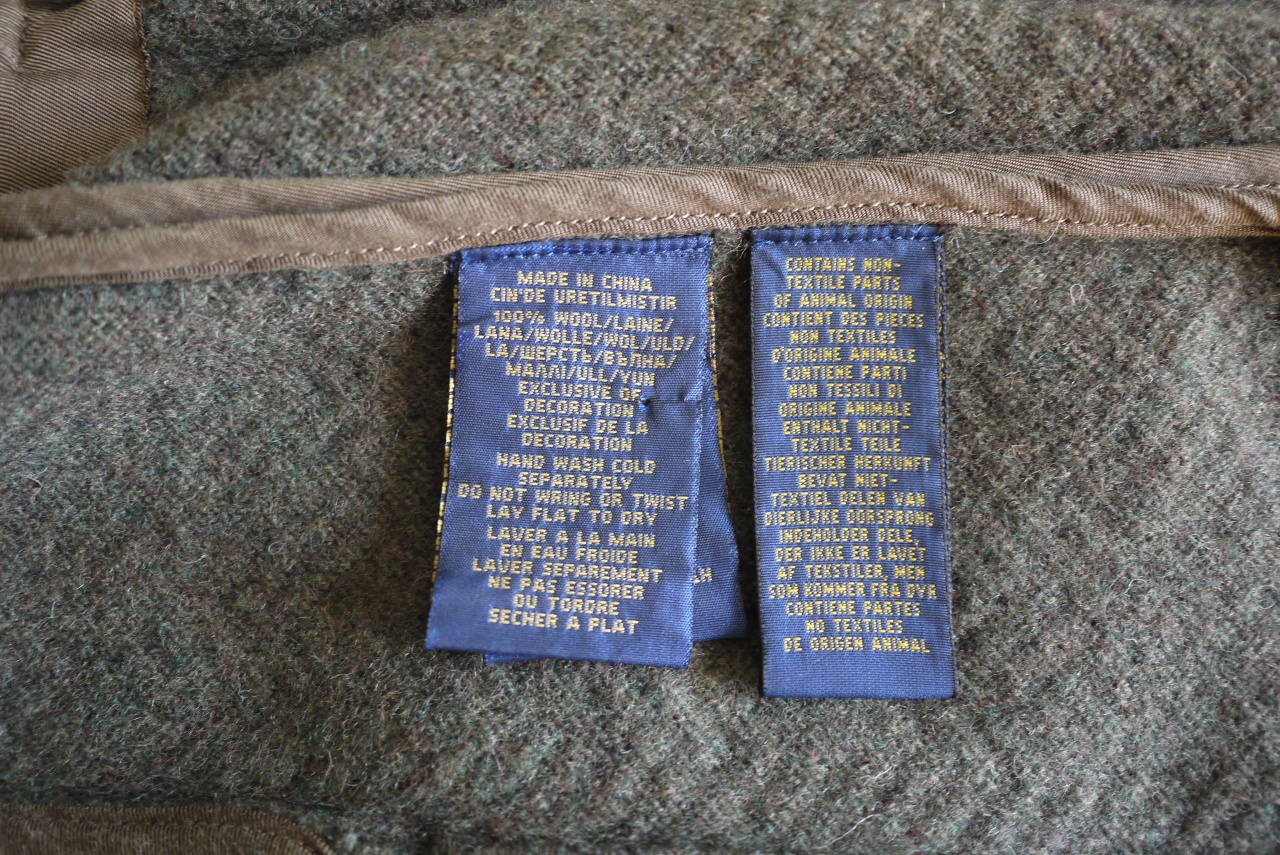 MADE IN CHINA
CIN'DE URETILMISTIR
100% WOOL/LAINE/
LANA/WOLLE/WOL/ULD/
LA/ШЕРСТЬ/ВЪЛНА/
ΜΑΛΛΙ/ULL/YUN
EXCLUSIVE OF
DECORATION
EXCLUSIF DE LA
DECORATION
HAND WASH COLD
SEPARATELY
DO NOT WRING OR TWIST
LAY FLAT TO DRY
LAVER A LA MAIN
EN EAU FROIDE
LAVER SEPAREMENT
NE PAS ESSORER
OU TORDRE
SECHER A PLAT
CONTAINS NON-
TEXTILE PARTS
OF ANIMAL ORIGIN
CONTIENT DES PIECES
NON TEXTILES
D'ORIGINE ANIMALE
CONTIENE PARTI
NON TESSILI DI
ORIGINE ANIMALE
ENTHALT NICHT-
TEXTILE TEILE
TIERISCHER HERKUNFT
BEVAT NIET-
TEXTIEL DELEN VAN
DIERLIJKE OORSPRONG
INDEHOLDER DELE,
DER IKKE ER LAVET
AF TEKSTILER, MEN
SOM KOMMER FRA DYR
CONTIENE PARTES
NO TEXTILES
DE ORIGEN ANIMAL